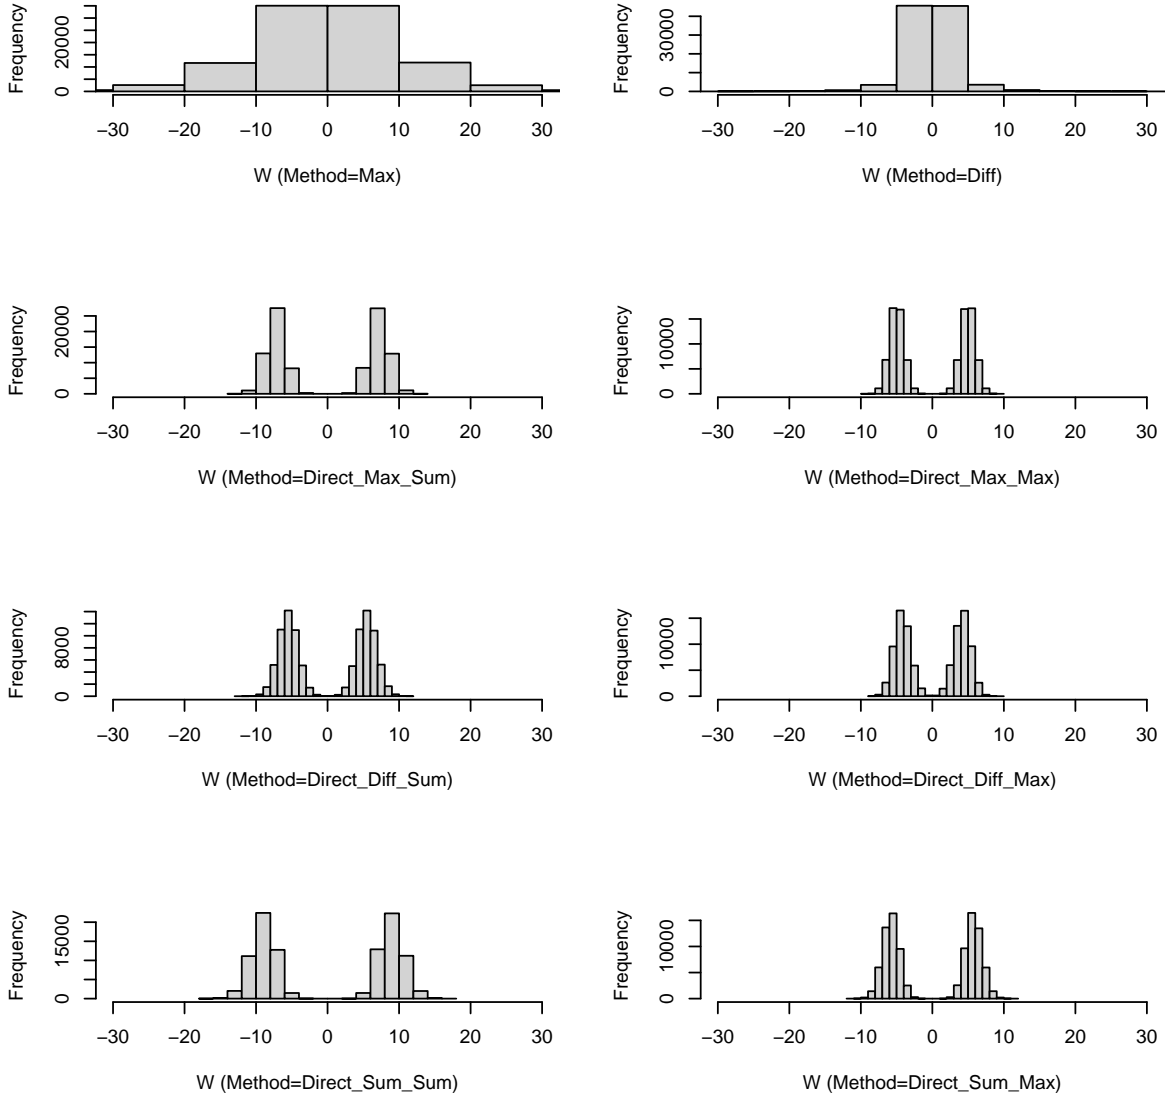 Frequency
0 20000
−30 −20 −10 0 10 20 30
W (Method=Max)
Frequency
0 30000
−30 −20 −10 0 10 20 30
W (Method=Diff)
Frequency
0 20000
−30 −20 −10 0 10 20 30
W (Method=Direct_Max_Sum)
Frequency
0 10000
−30 −20 −10 0 10 20 30
W (Method=Direct_Max_Max)
Frequency
0 8000
−30 −20 −10 0 10 20 30
W (Method=Direct_Diff_Sum)
Frequency
0 10000
−30 −20 −10 0 10 20 30
W (Method=Direct_Diff_Max)
Frequency
0 15000
−30 −20 −10 0 10 20 30
W (Method=Direct_Sum_Sum)
Frequency
0 10000
−30 −20 −10 0 10 20 30
W (Method=Direct_Sum_Max)